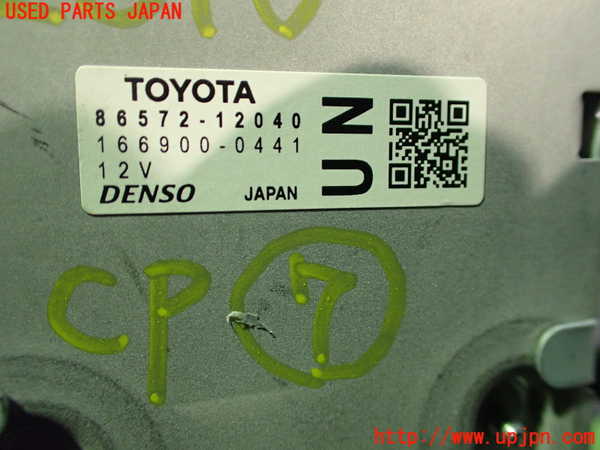 USED PARTS JAPAN
TOYOTA
86572-12040
166900-0441
12V
DENSO JAPAN
UN
CP 7
http://www.upjpn.com/